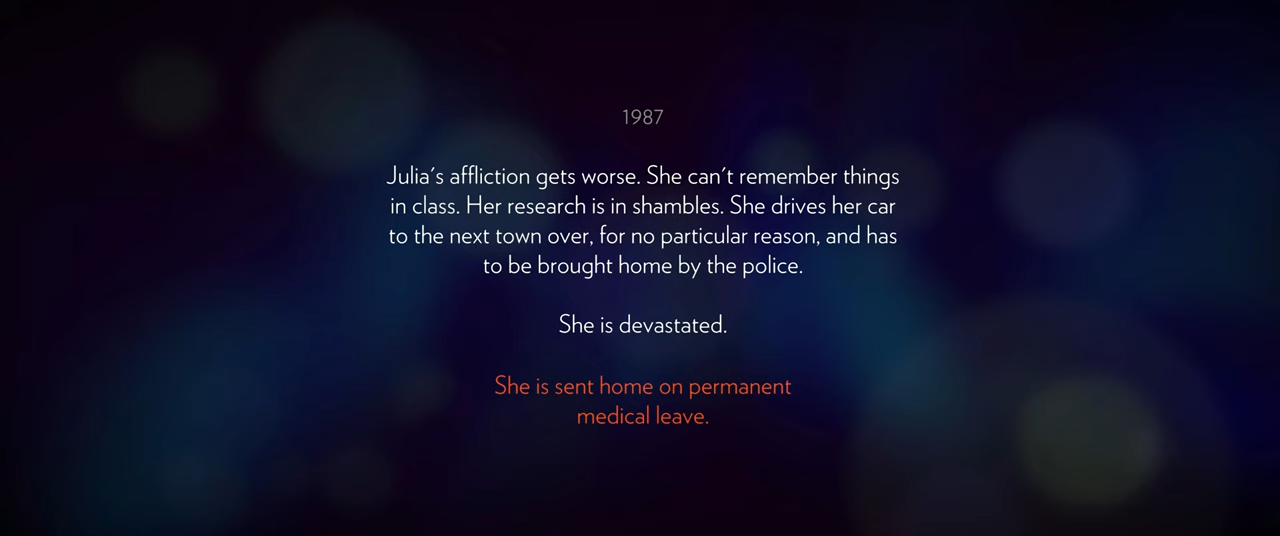 1987
Julia's affliction gets worse. She can't remember things
in class. Her research is in shambles. She drives her car
to the next town over, for no particular reason, and has
to be brought home by the police.
She is devastated.
She is sent home on permanent
medical leave.